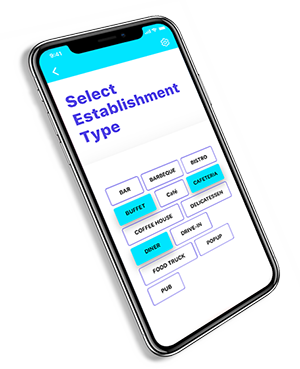 9:41
Select
Establishment
Type
BAR
BARBEQUE
BISTRO
BUFFET
Café
CAFETERIA
COFFEE HOUSE
DELICATESSEN
DINER
DRIVE-IN
FOOD TRUCK
POPUP
PUB